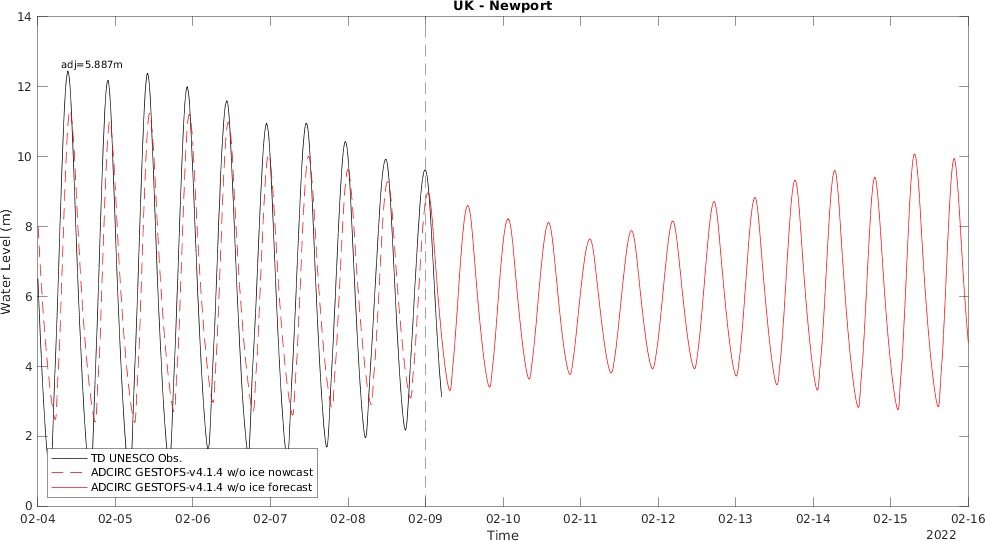 UK - Newport
14
12
10
8
6
4
2
0
Water Level (m)
adj=5.887m
TD UNESCO Obs.
ADCIRC GESTOFS-v4.1.4 w/o ice nowcast
ADCIRC GESTOFS-v4.1.4 w/o ice forecast
02-04 02-05 02-06 02-07 02-08 02-09 02-10 02-11 02-12 02-13 02-14 02-15 02-16
Time
2022